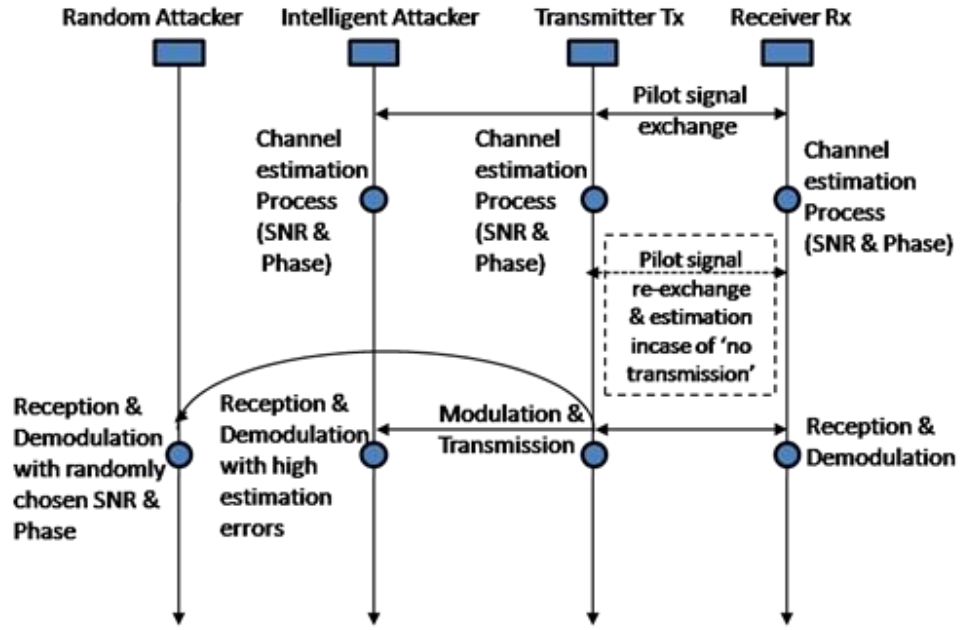 Random Attacker
Intelligent Attacker
Transmitter Tx
Receiver Rx
Pilot signal
exchange
Channel
estimation
Process
(SNR &
Phase)
Channel
estimation
Process
(SNR &
Phase)
Channel
estimation
Process
(SNR & Phase)
Pilot signal
re-exchange
& estimation
incase of 'no
transmission'
Reception &
Demodulation
with randomly
chosen SNR &
Phase
Reception &
Demodulation
with high
estimation
errors
Modulation &
Transmission
Reception &
Demodulation